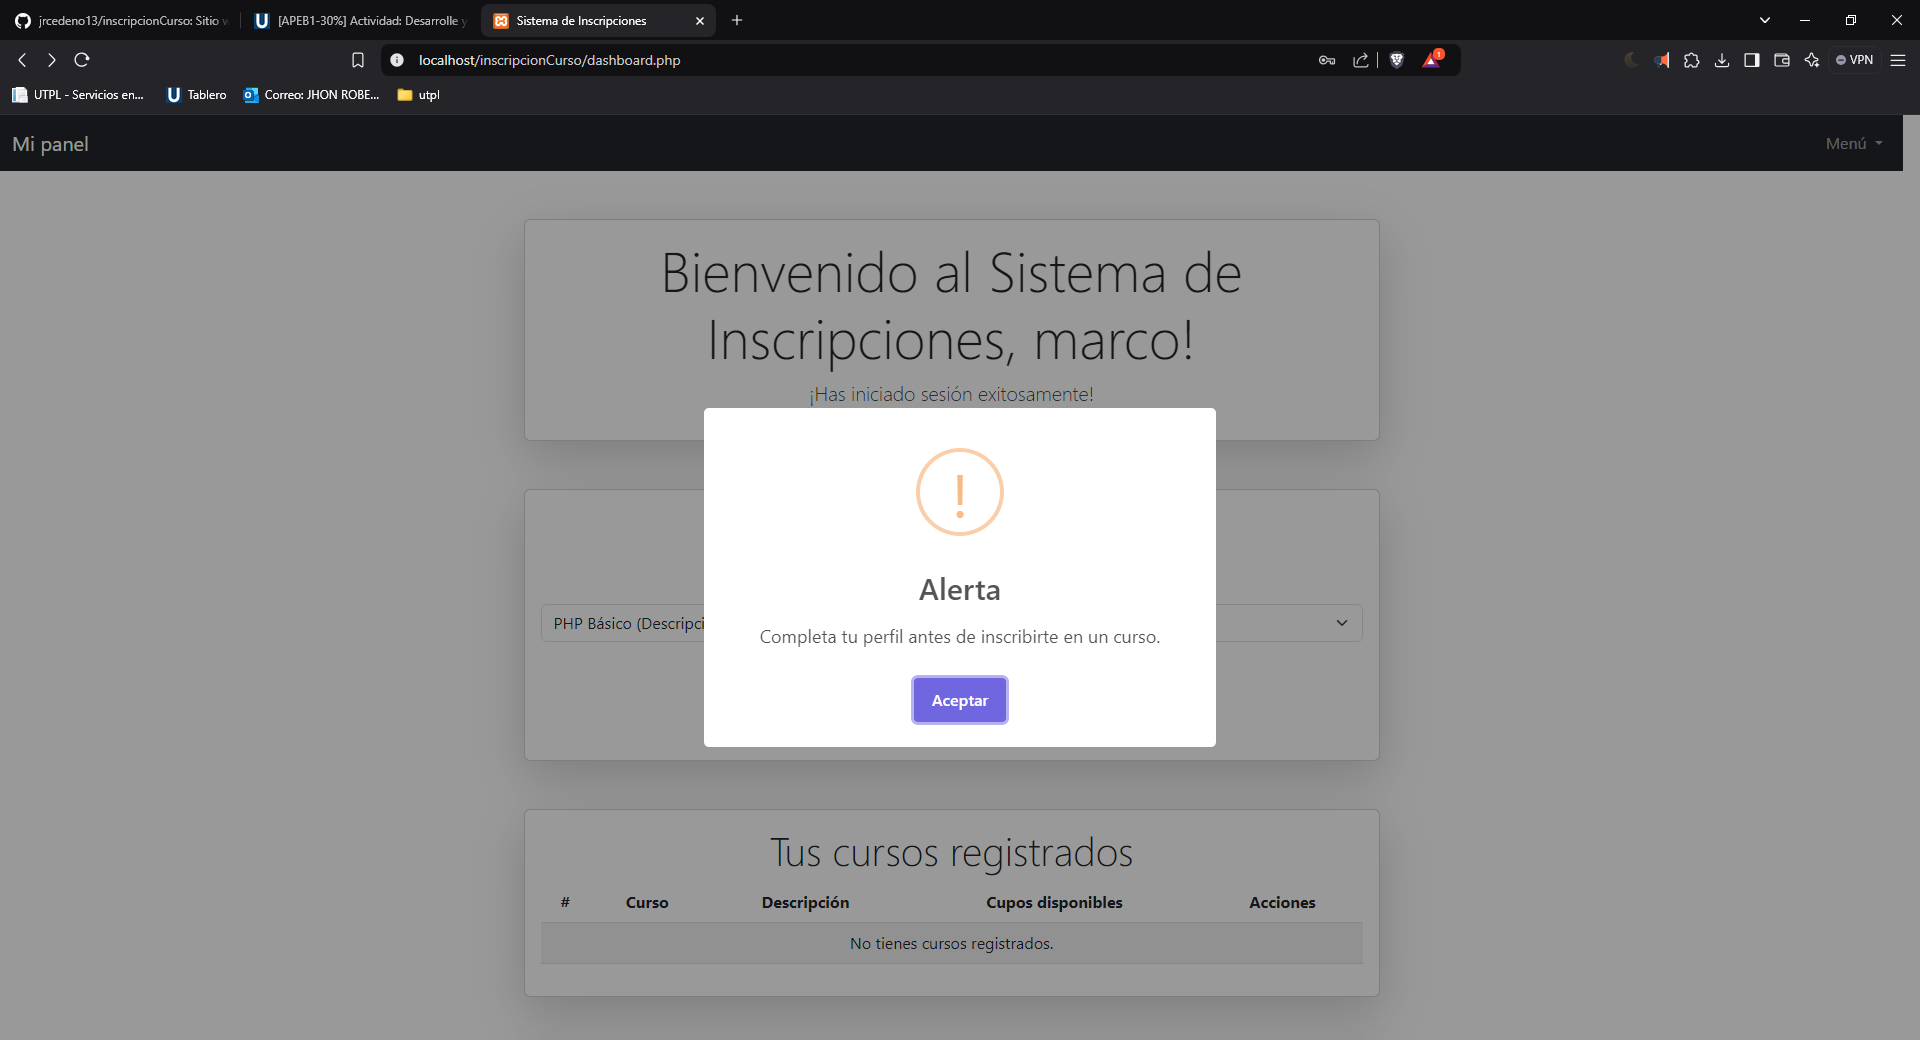 jrcedeno13/inscripcionCurso: Sitio
[APEB1-30%] Actividad: Desarrolle y
Sistema de Inscripciones
localhost/inscripcionCurso/dashboard.php
1
VPN
UTPL - Servicios en...
Tablero
Correo: JHON ROBE...
utpl
Mi panel
Menú
Bienvenido al Sistema de
Inscripciones, marco!
¡Has iniciado sesión exitosamente!
!
Alerta
PHP Básico (Descripci
Completa tu perfil antes de inscribirte en un curso.
Aceptar
Tus cursos registrados
# Curso Descripción Cupos disponibles Acciones
No tienes cursos registrados.